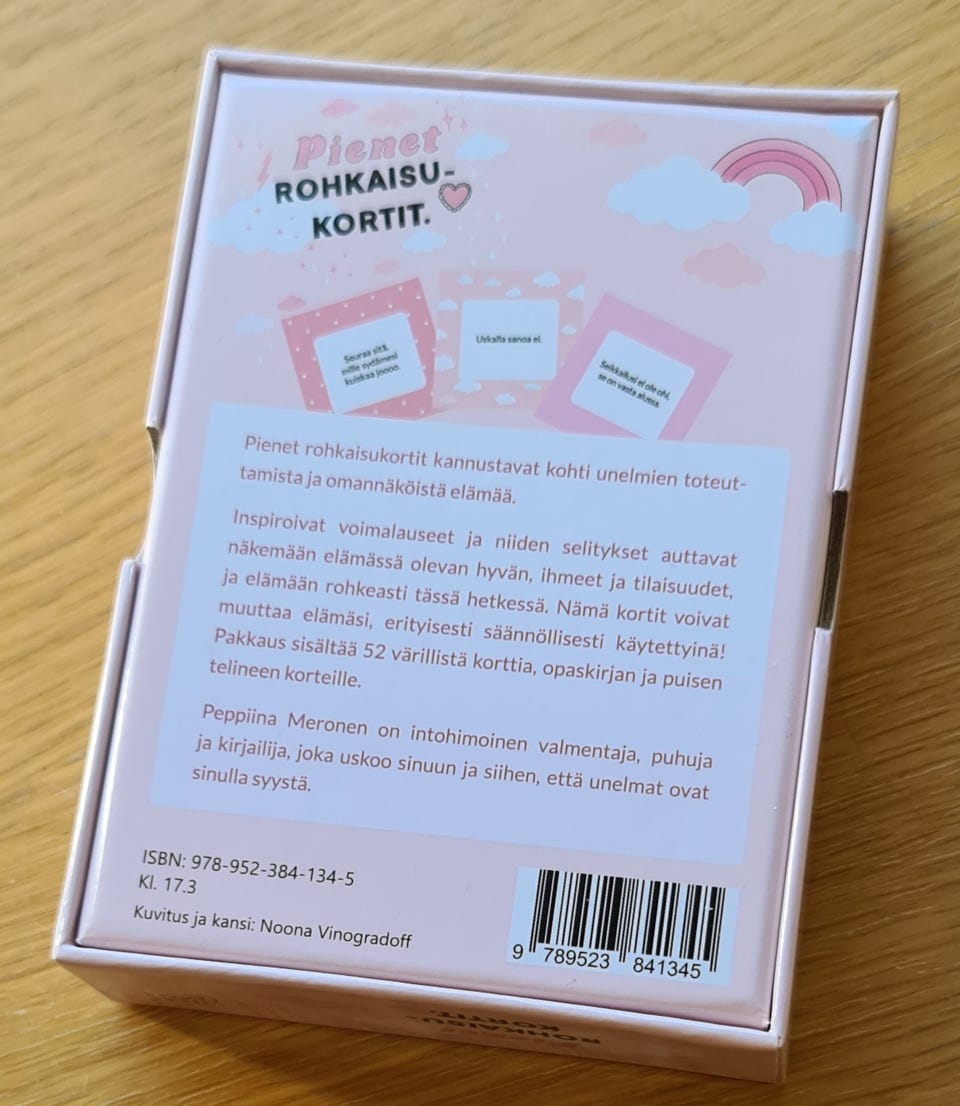 Pienet
ROHKAISU-
KORTIT.
Seuraa sitä,
mille sydämesi
kuiskaa joooo.
Uskalla sanoa ei.
Seikkailusi ei ole ohi,
se on vasta alussa.
Pienet rohkaisukortit kannustavat kohti unelmien toteut-
tamista ja omannäköistä elämää.
Inspiroivat voimalauseet ja niiden selitykset auttavat
näkemään elämässä olevan hyvän, ihmeet ja tilaisuudet,
ja elämään rohkeasti tässä hetkessä. Nämä kortit voivat
muuttaa elämäsi, erityisesti säännöllisesti käytettyinä!
Pakkaus sisältää 52 värillistä korttia, opaskirjan ja puisen
telineen korteille.
Peppiina Meronen on intohimoinen valmentaja, puhuja
ja kirjailija, joka uskoo sinuun ja siihen, että unelmat ovat
sinulla syystä.
ISBN: 978-952-384-134-5
Kl. 17.3
Kuvitus ja kansi: Noona Vinogradoff
9 789523 841345
ROHKAISU-
KORTIT.